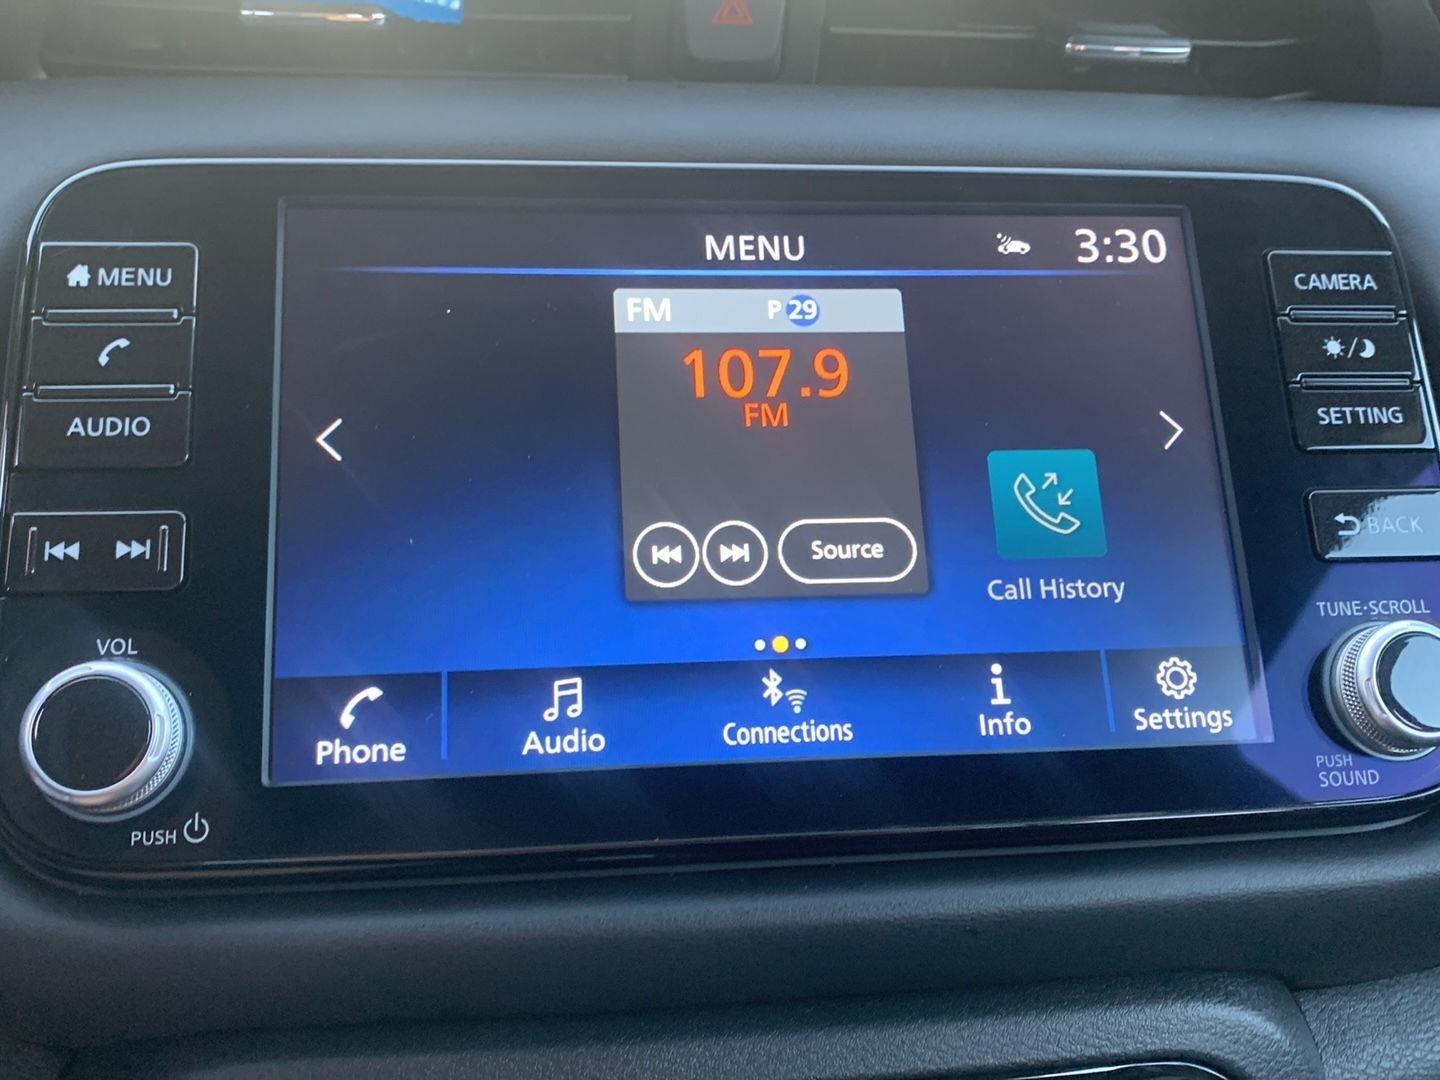 MENU
AUDIO
VOL
PUSH
MENU
3:30
FM P 29
107.9
FM
Source
Call History
Phone
Audio
Connections
Info
Settings
CAMERA
SETTING
BACK
TUNE·SCROLL
PUSH
SOUND